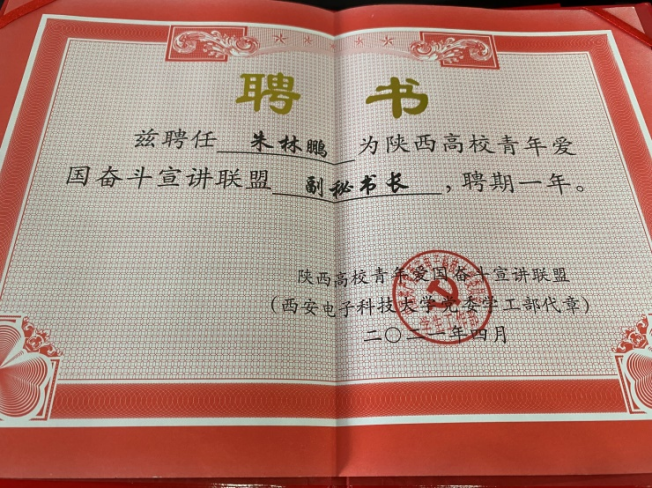 聘书
兹聘任 朱林鹏 为陕西高校青年爱
国奋斗宣讲联盟 副秘书长 ,聘期一年。
陕西高校青年爱国奋斗宣讲联盟
(西安电子科技大学党委学工部代章)
二〇二一年四月